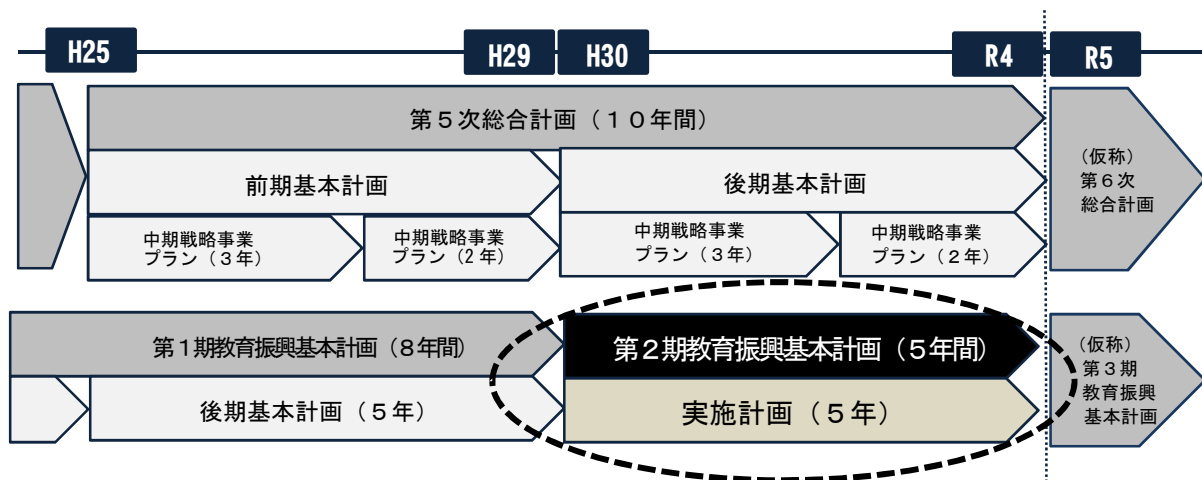 H25
H29
H30
R4
R5
第５次総合計画（１０年間）
前期基本計画
後期基本計画
中期戦略事業
プラン（３年）
中期戦略事業
プラン（２年）
中期戦略事業
プラン（３年）
中期戦略事業
プラン（２年）
（仮称）
第６次
総合計画
第１期教育振興基本計画（８年間）
第２期教育振興基本計画（５年間）
後期基本計画（５年）
実施計画（５年）
（仮称）
第３期
教育振興
基本計画